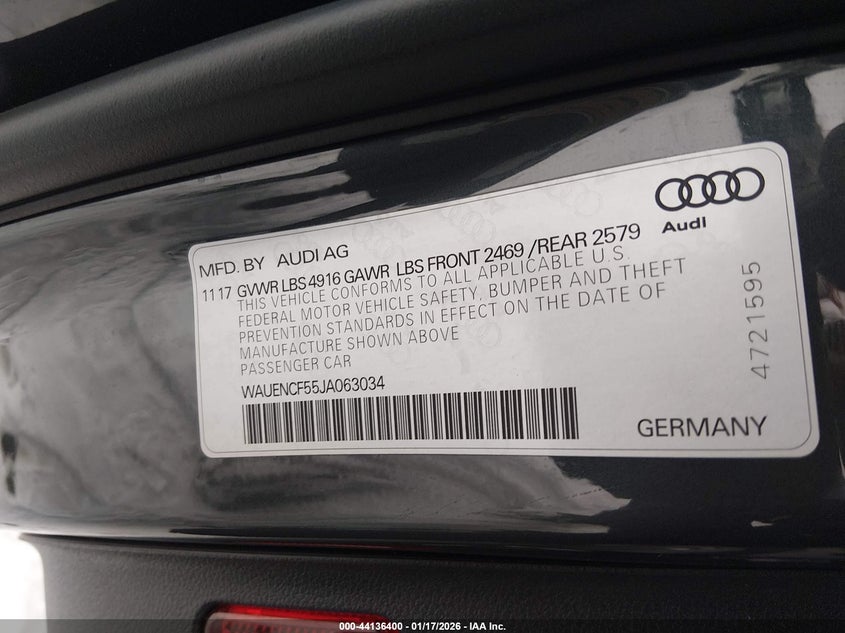 Audi
MFD. BY AUDI AG
11 17 GVWR LBS 4916 GAWR LBS FRONT 2469 /REAR 2579
THIS VEHICLE CONFORMS TO ALL APPLICABLE U.S.
FEDERAL MOTOR VEHICLE SAFETY, BUMPER AND THEFT
PREVENTION STANDARDS IN EFFECT ON THE DATE OF
MANUFACTURE SHOWN ABOVE
PASSENGER CAR
WAUENCF55JA063034
4721595
GERMANY
000-44136400 - 01/17/2026 - IAA Inc.